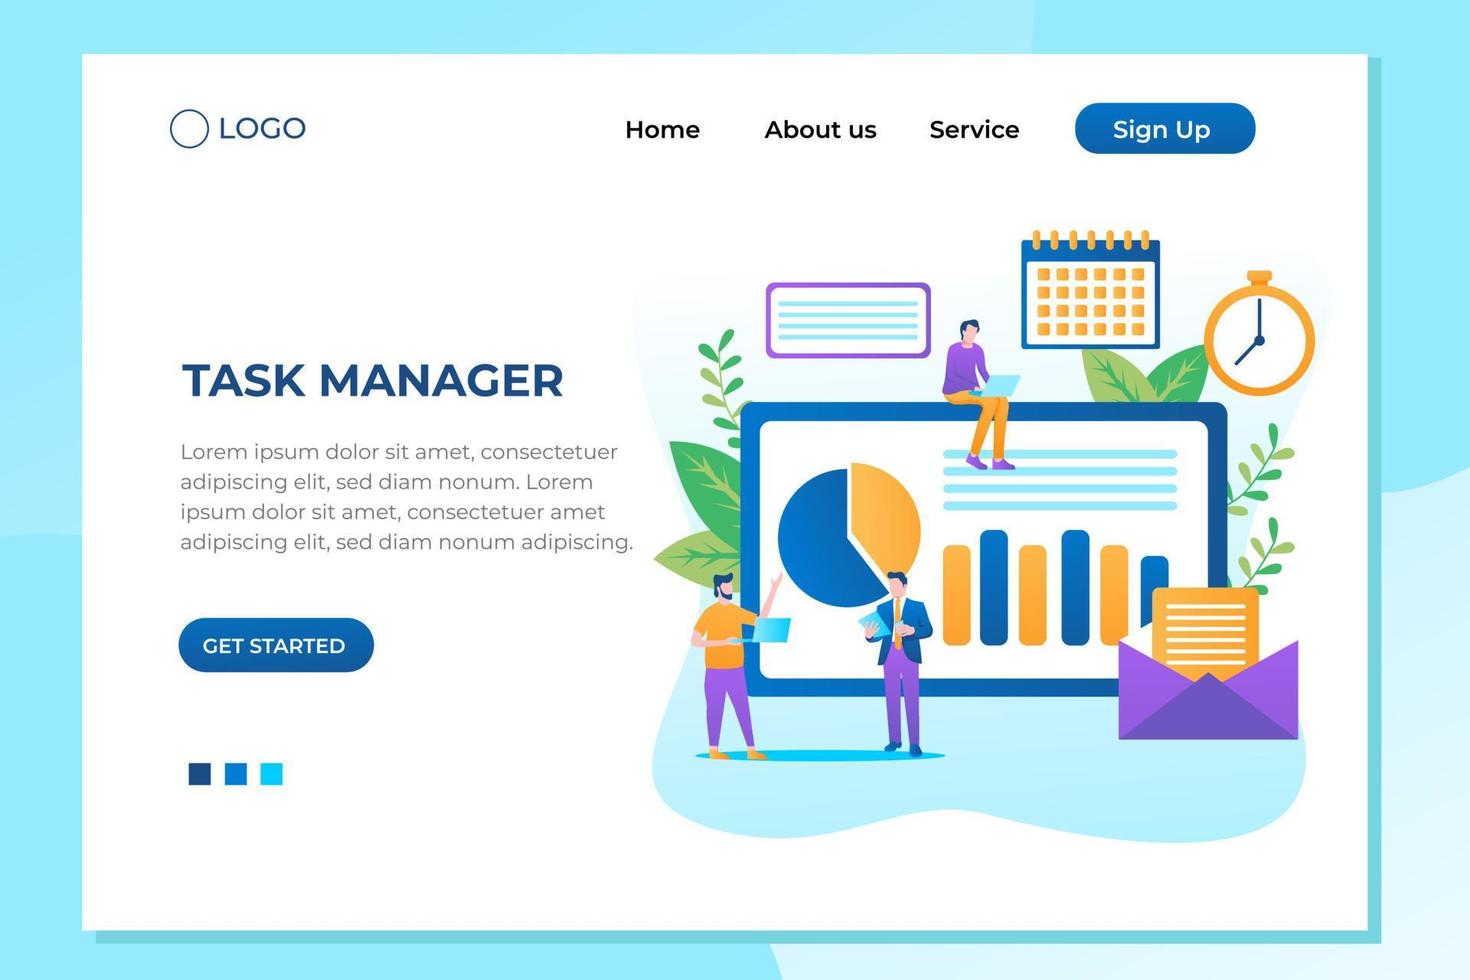 LOGO
Home
About us
Service
Sign Up
TASK MANAGER
Lorem ipsum dolor sit amet, consectetuer
adipiscing elit, sed diam nonum. Lorem
ipsum dolor sit amet, consectetuer amet
adipiscing elit, sed diam nonum adipiscing.
GET STARTED